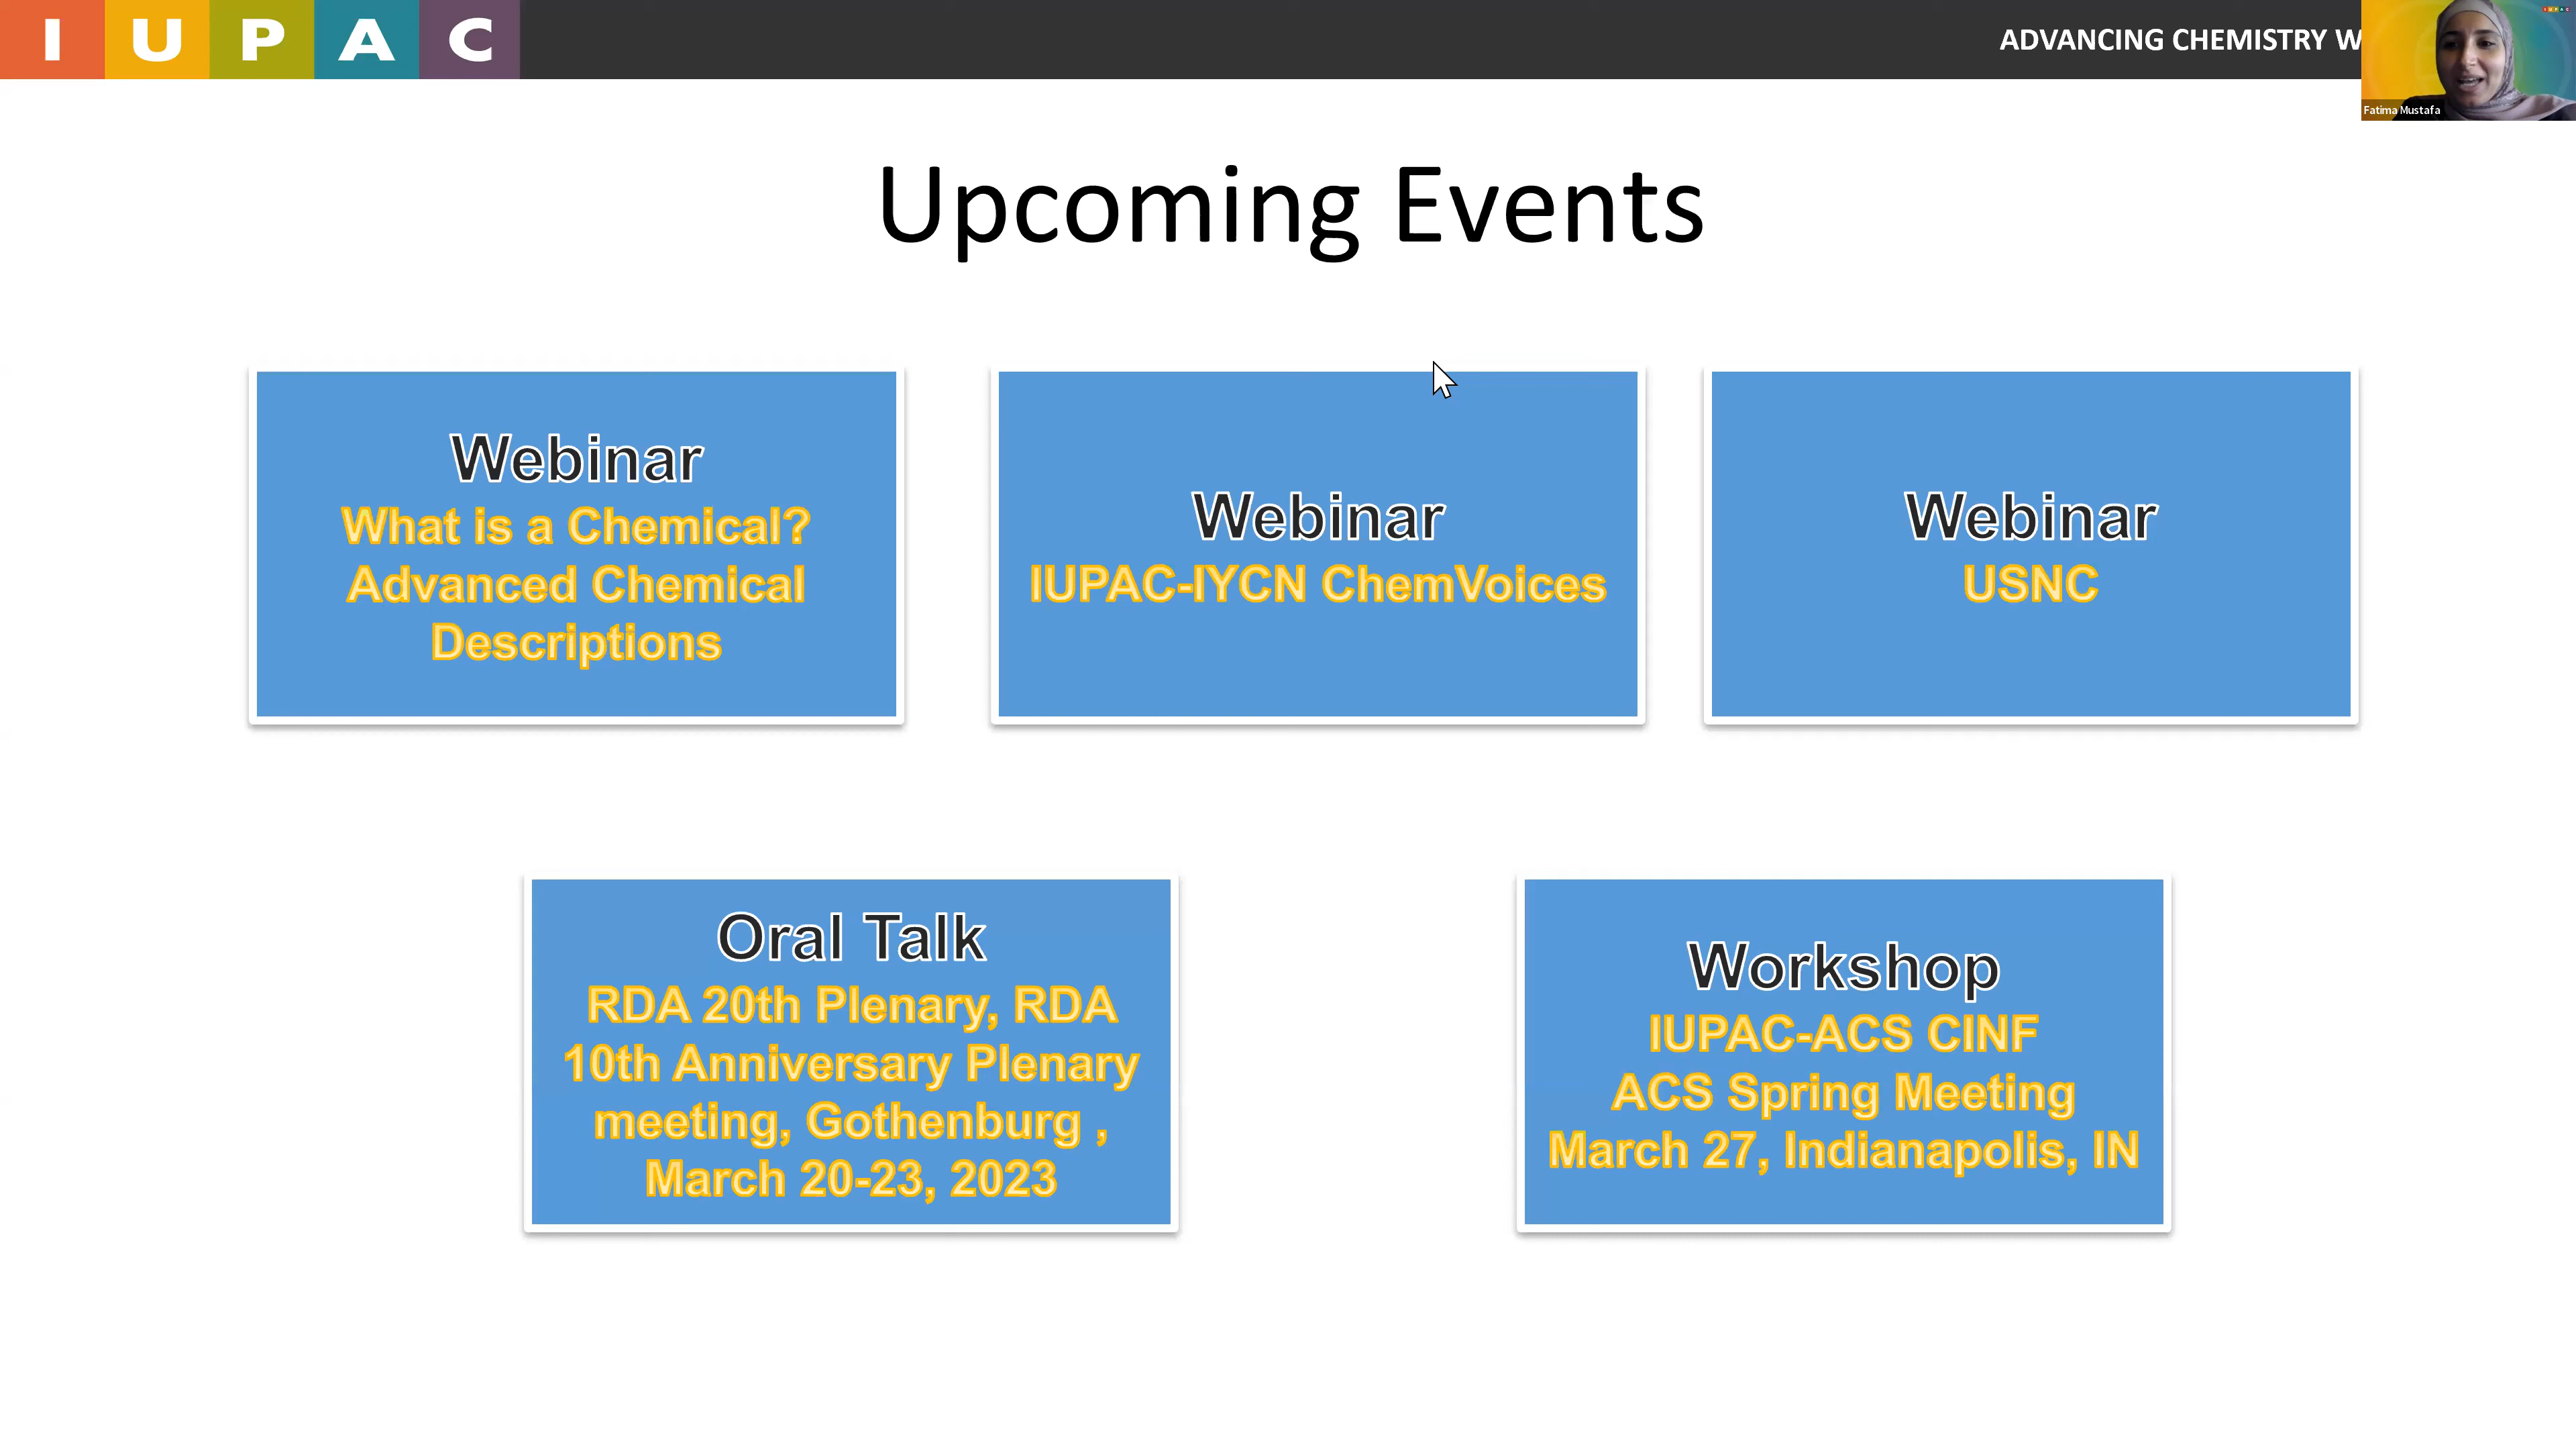 IUPAC
ADVANCING CHEMISTRY W
Fatima Mustafa
Upcoming Events
Webinar
What is a Chemical?
Advanced Chemical
Descriptions
Webinar
IUPAC-IYCN ChemVoices
Webinar
USNC
Oral Talk
RDA 20th Plenary, RDA
10th Anniversary Plenary
meeting, Gothenburg ,
March 20-23, 2023
Workshop
IUPAC-ACS CINF
ACS Spring Meeting
March 27, Indianapolis, IN